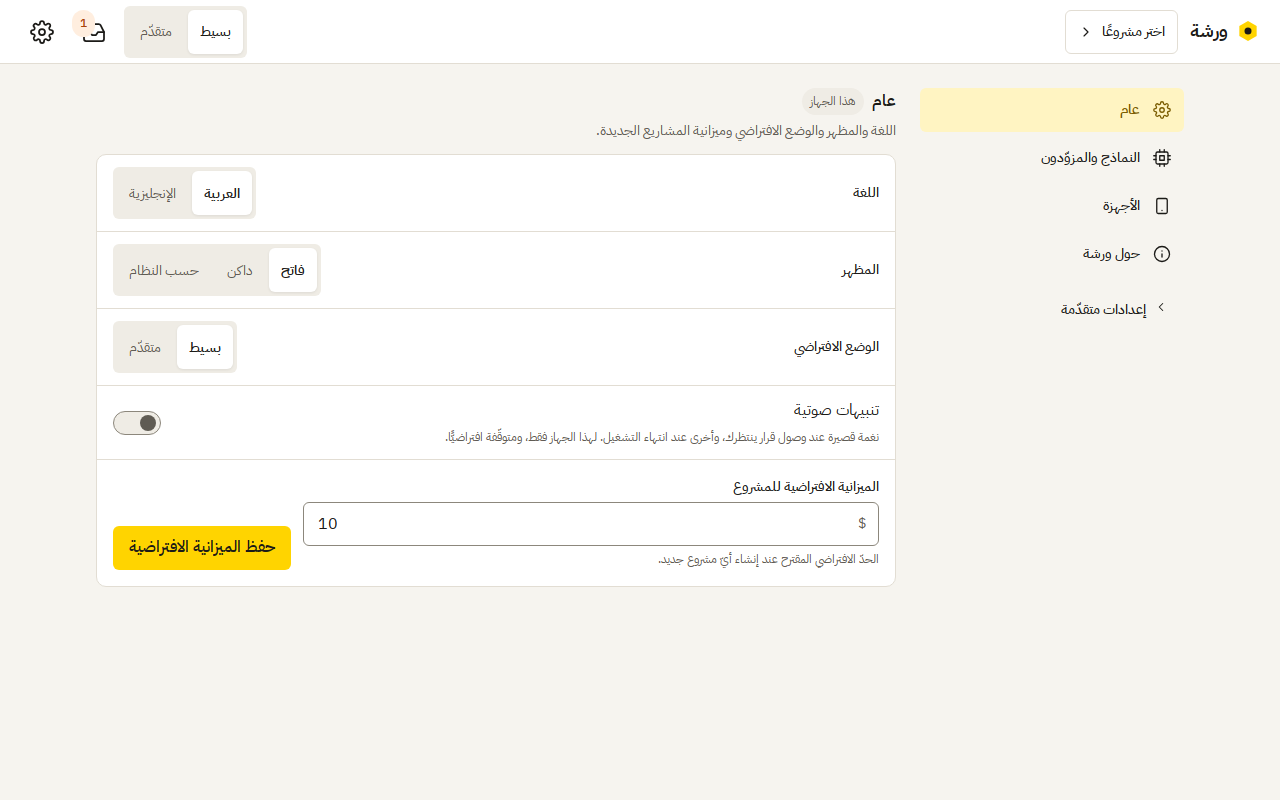 ورشة
اختر مشروعًا
بسيط
متقدّم
1
عام
النماذج والمزوّدون
الأجهزة
حول ورشة
إعدادات متقدّمة
عام
هذا الجهاز
اللغة والمظهر والوضع الافتراضي وميزانية المشاريع الجديدة.
اللغة
العربية
الإنجليزية
المظهر
فاتح
داكن
حسب النظام
الوضع الافتراضي
بسيط
متقدّم
تنبيهات صوتية
نغمة قصيرة عند وصول قرار ينتظرك، وأخرى عند انتهاء التشغيل. لهذا الجهاز فقط، ومتوقّفة افتراضيًّا.
الميزانية الافتراضية للمشروع
$ 10
حفظ الميزانية الافتراضية
الحدّ الافتراضي المقترح عند إنشاء أيّ مشروع جديد.